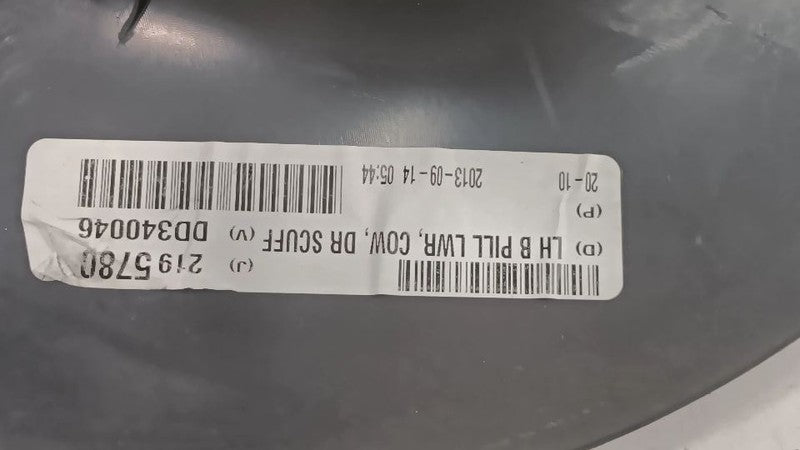 (J) 2195780
(D) LH B PILL LWR, COW, DR SCUFF (V) DD340046
(P)
20-10 2013-09-14 05:44